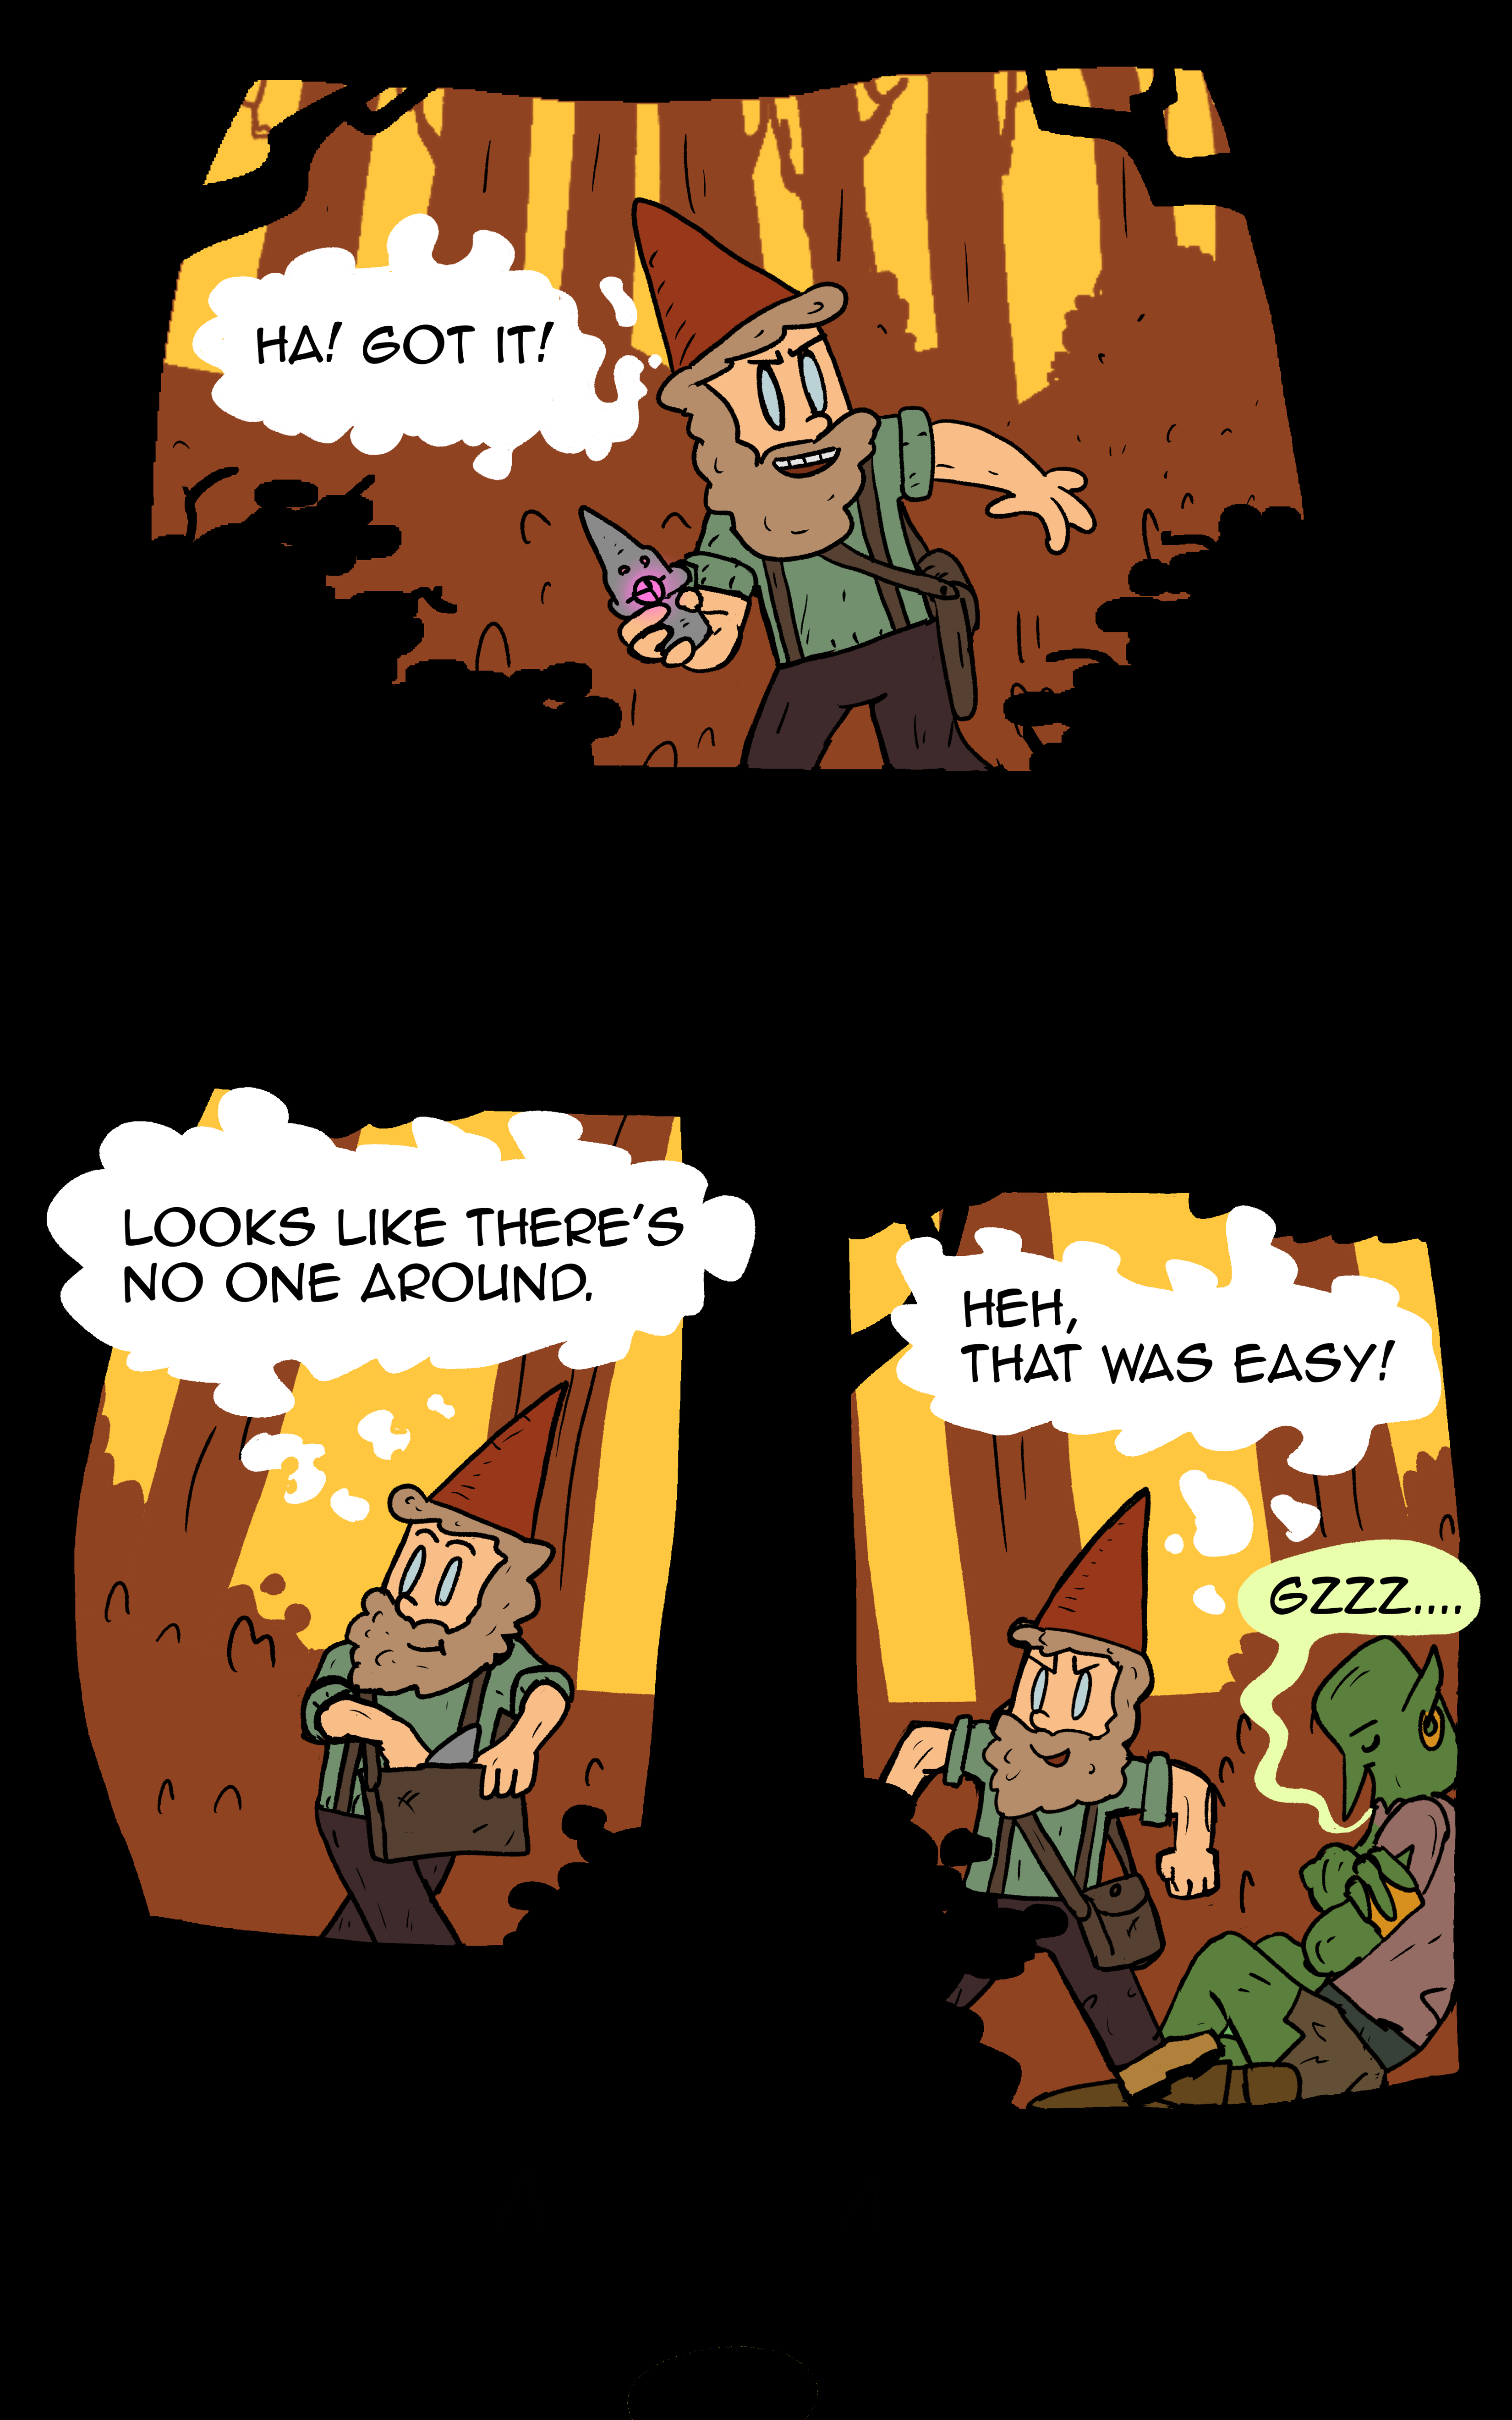 HA! GOT IT!
LOOKS LIKE THERE'S
NO ONE AROUND.
HEH,
THAT WAS EASY!
GZZZ....